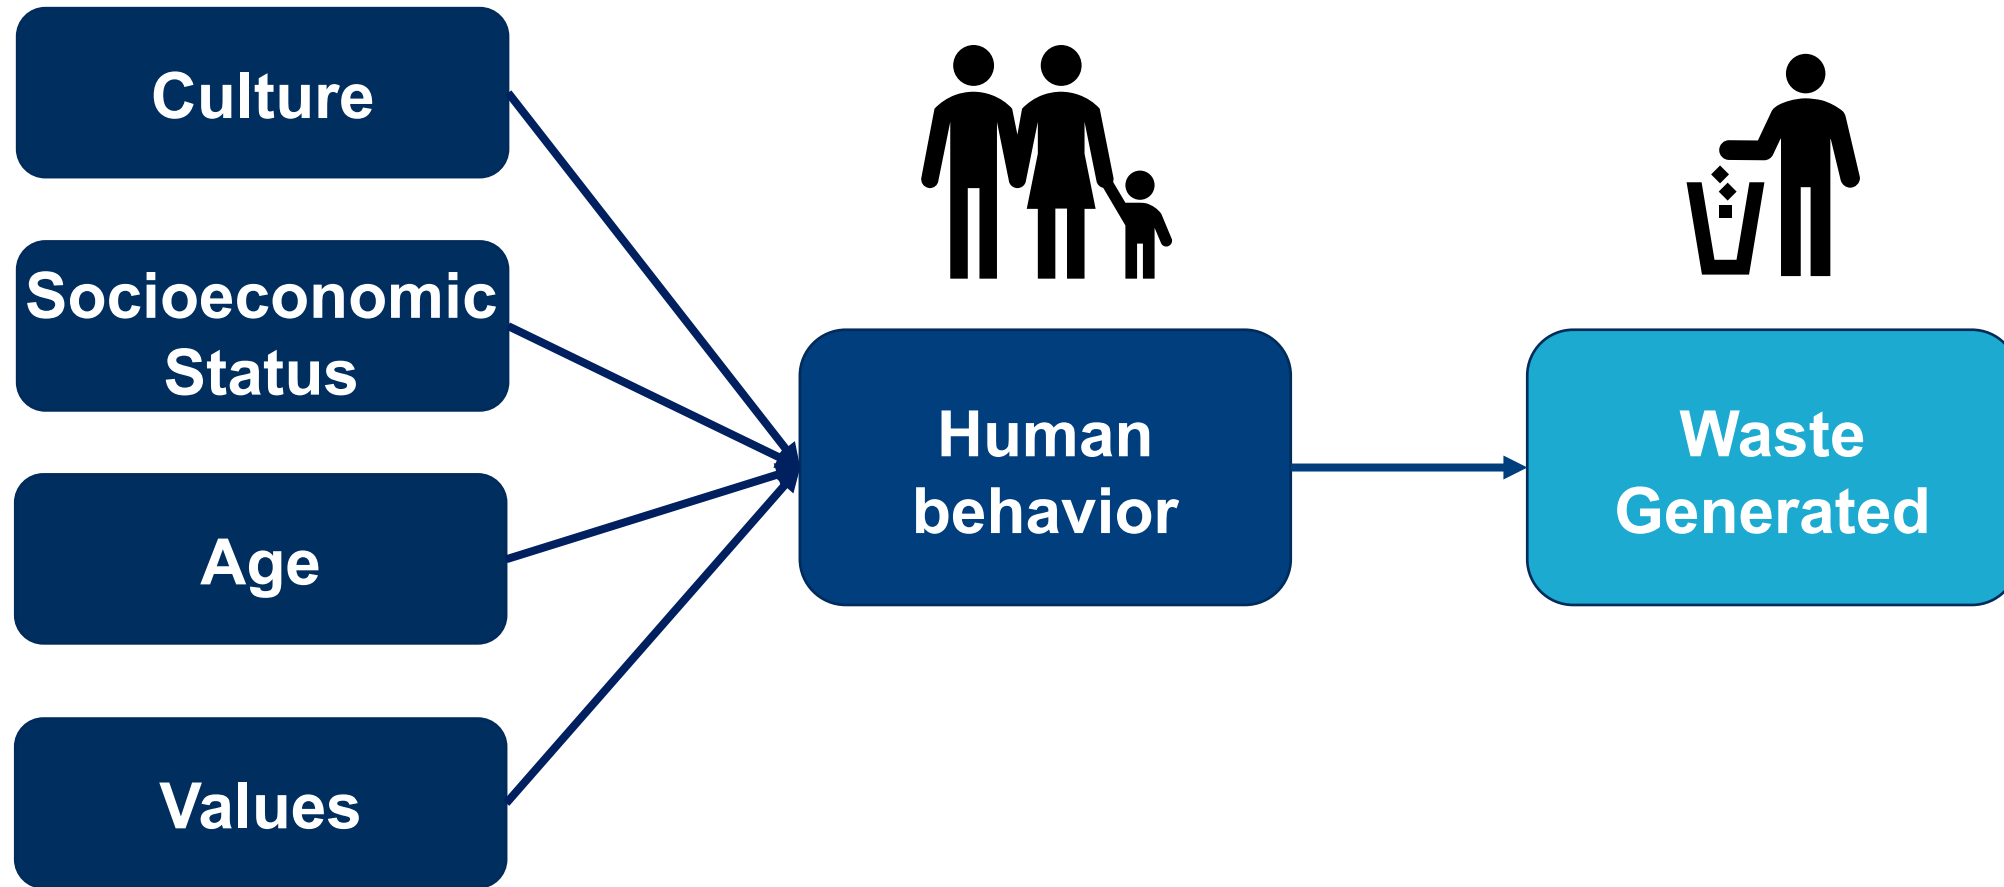 Culture
Socioeconomic
Status
Age
Values
Human
behavior
Waste
Generated